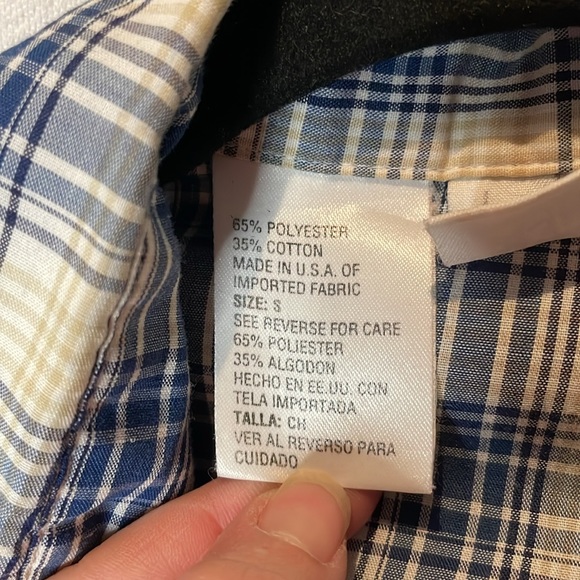 65% POLYESTER
35% COTTON
MADE IN U.S.A. OF
IMPORTED FABRIC
SIZE: S
SEE REVERSE FOR CARE
65% POLIESTER
35% ALGODON
HECHO EN EE.UU. CON
TELA IMPORTADA
TALLA: CH
VER AL REVERSO PARA
CUIDADO